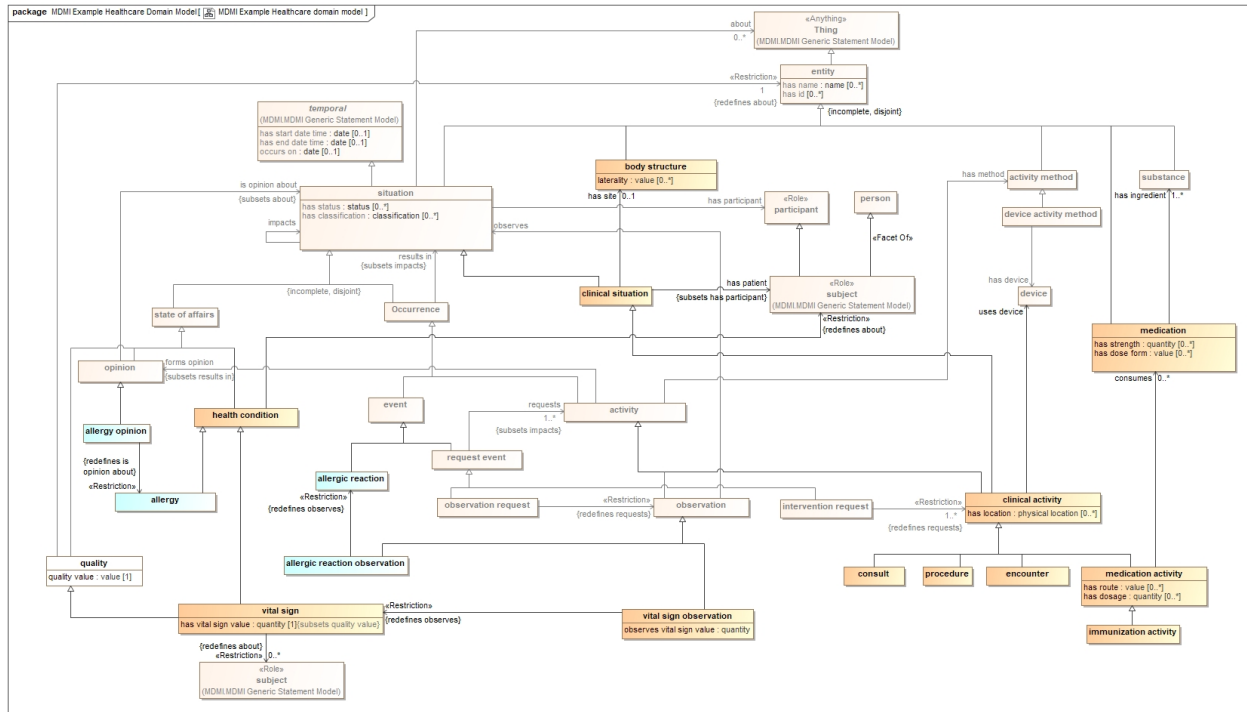 package MDMI Example Healthcare Domain Model[ MDMI Example Healthcare domain model ]
«Anything»
Thing
(MDMI.MDMI Generic Statement Model)
about
0..*
entity
has name : name [0..*]
has id [0..*]
«Restriction»
1
{redefines about}
{incomplete, disjoint}
temporal
(MDMI.MDMI Generic Statement Model)
has start date time : date [0..1]
has end date time : date [0..1]
occurs on : date [0..1]
body structure
laterality : value [0..*]
has site
0..1
has method
activity method
substance
has ingredient
1..*
is opinion about
{subsets about}
situation
has status : status [0..*]
has classification : classification [0..*]
impacts
observes
has participant
«Role»
participant
person
«Facet Of»
device activity method
results in
{subsets impacts}
has device
device
uses device
{incomplete, disjoint}
clinical situation
has patient
{subsets has participant}
«Role»
subject
(MDMI.MDMI Generic Statement Model)
«Restriction»
{redefines about}
state of affairs
Occurrence
medication
has strength : quantity [0..*]
has dose form : value [0..*]
consumes
0..*
opinion
forms opinion
{subsets results in}
event
requests
1..*
{subsets impacts}
activity
health condition
allergy opinion
{redefines is
opinion about}
«Restriction»
allergy
request event
allergic reaction
«Restriction»
{redefines observes}
observation request
«Restriction»
{redefines requests}
observation
intervention request
«Restriction»
1..*
{redefines requests}
clinical activity
has location : physical location [0..*]
allergic reaction observation
quality
quality value : value [1]
consult
procedure
encounter
medication activity
has route : value [0..*]
has dosage : quantity [0..*]
immunization activity
vital sign
has vital sign value : quantity [1]{subsets quality value}
«Restriction»
{redefines observes}
vital sign observation
observes vital sign value : quantity
{redefines about}
«Restriction»
0..*
«Role»
subject
(MDMI.MDMI Generic Statement Model)